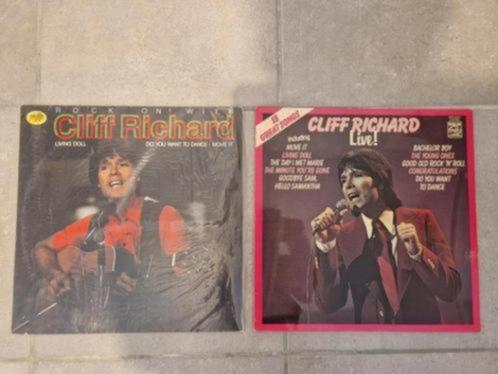 'ROCK ON' WITH
Cliff Richard
LIVING DOLL DO YOU WANT TO DANCE MOVE IT
18 GREAT SONGS
CLIFF RICHARD
Live!
including
MOVE IT
LIVING DOLL
THE DAY I MET MARIE
THE MINUTE YOU'RE GONE
GOODBYE SAM,
HELLO SAMANTHA
BACHELOR BOY
THE YOUNG ONES
GOOD OLD ROCK 'N' ROLL
CONGRATULATIONS
DO YOU WANT
TO DANCE